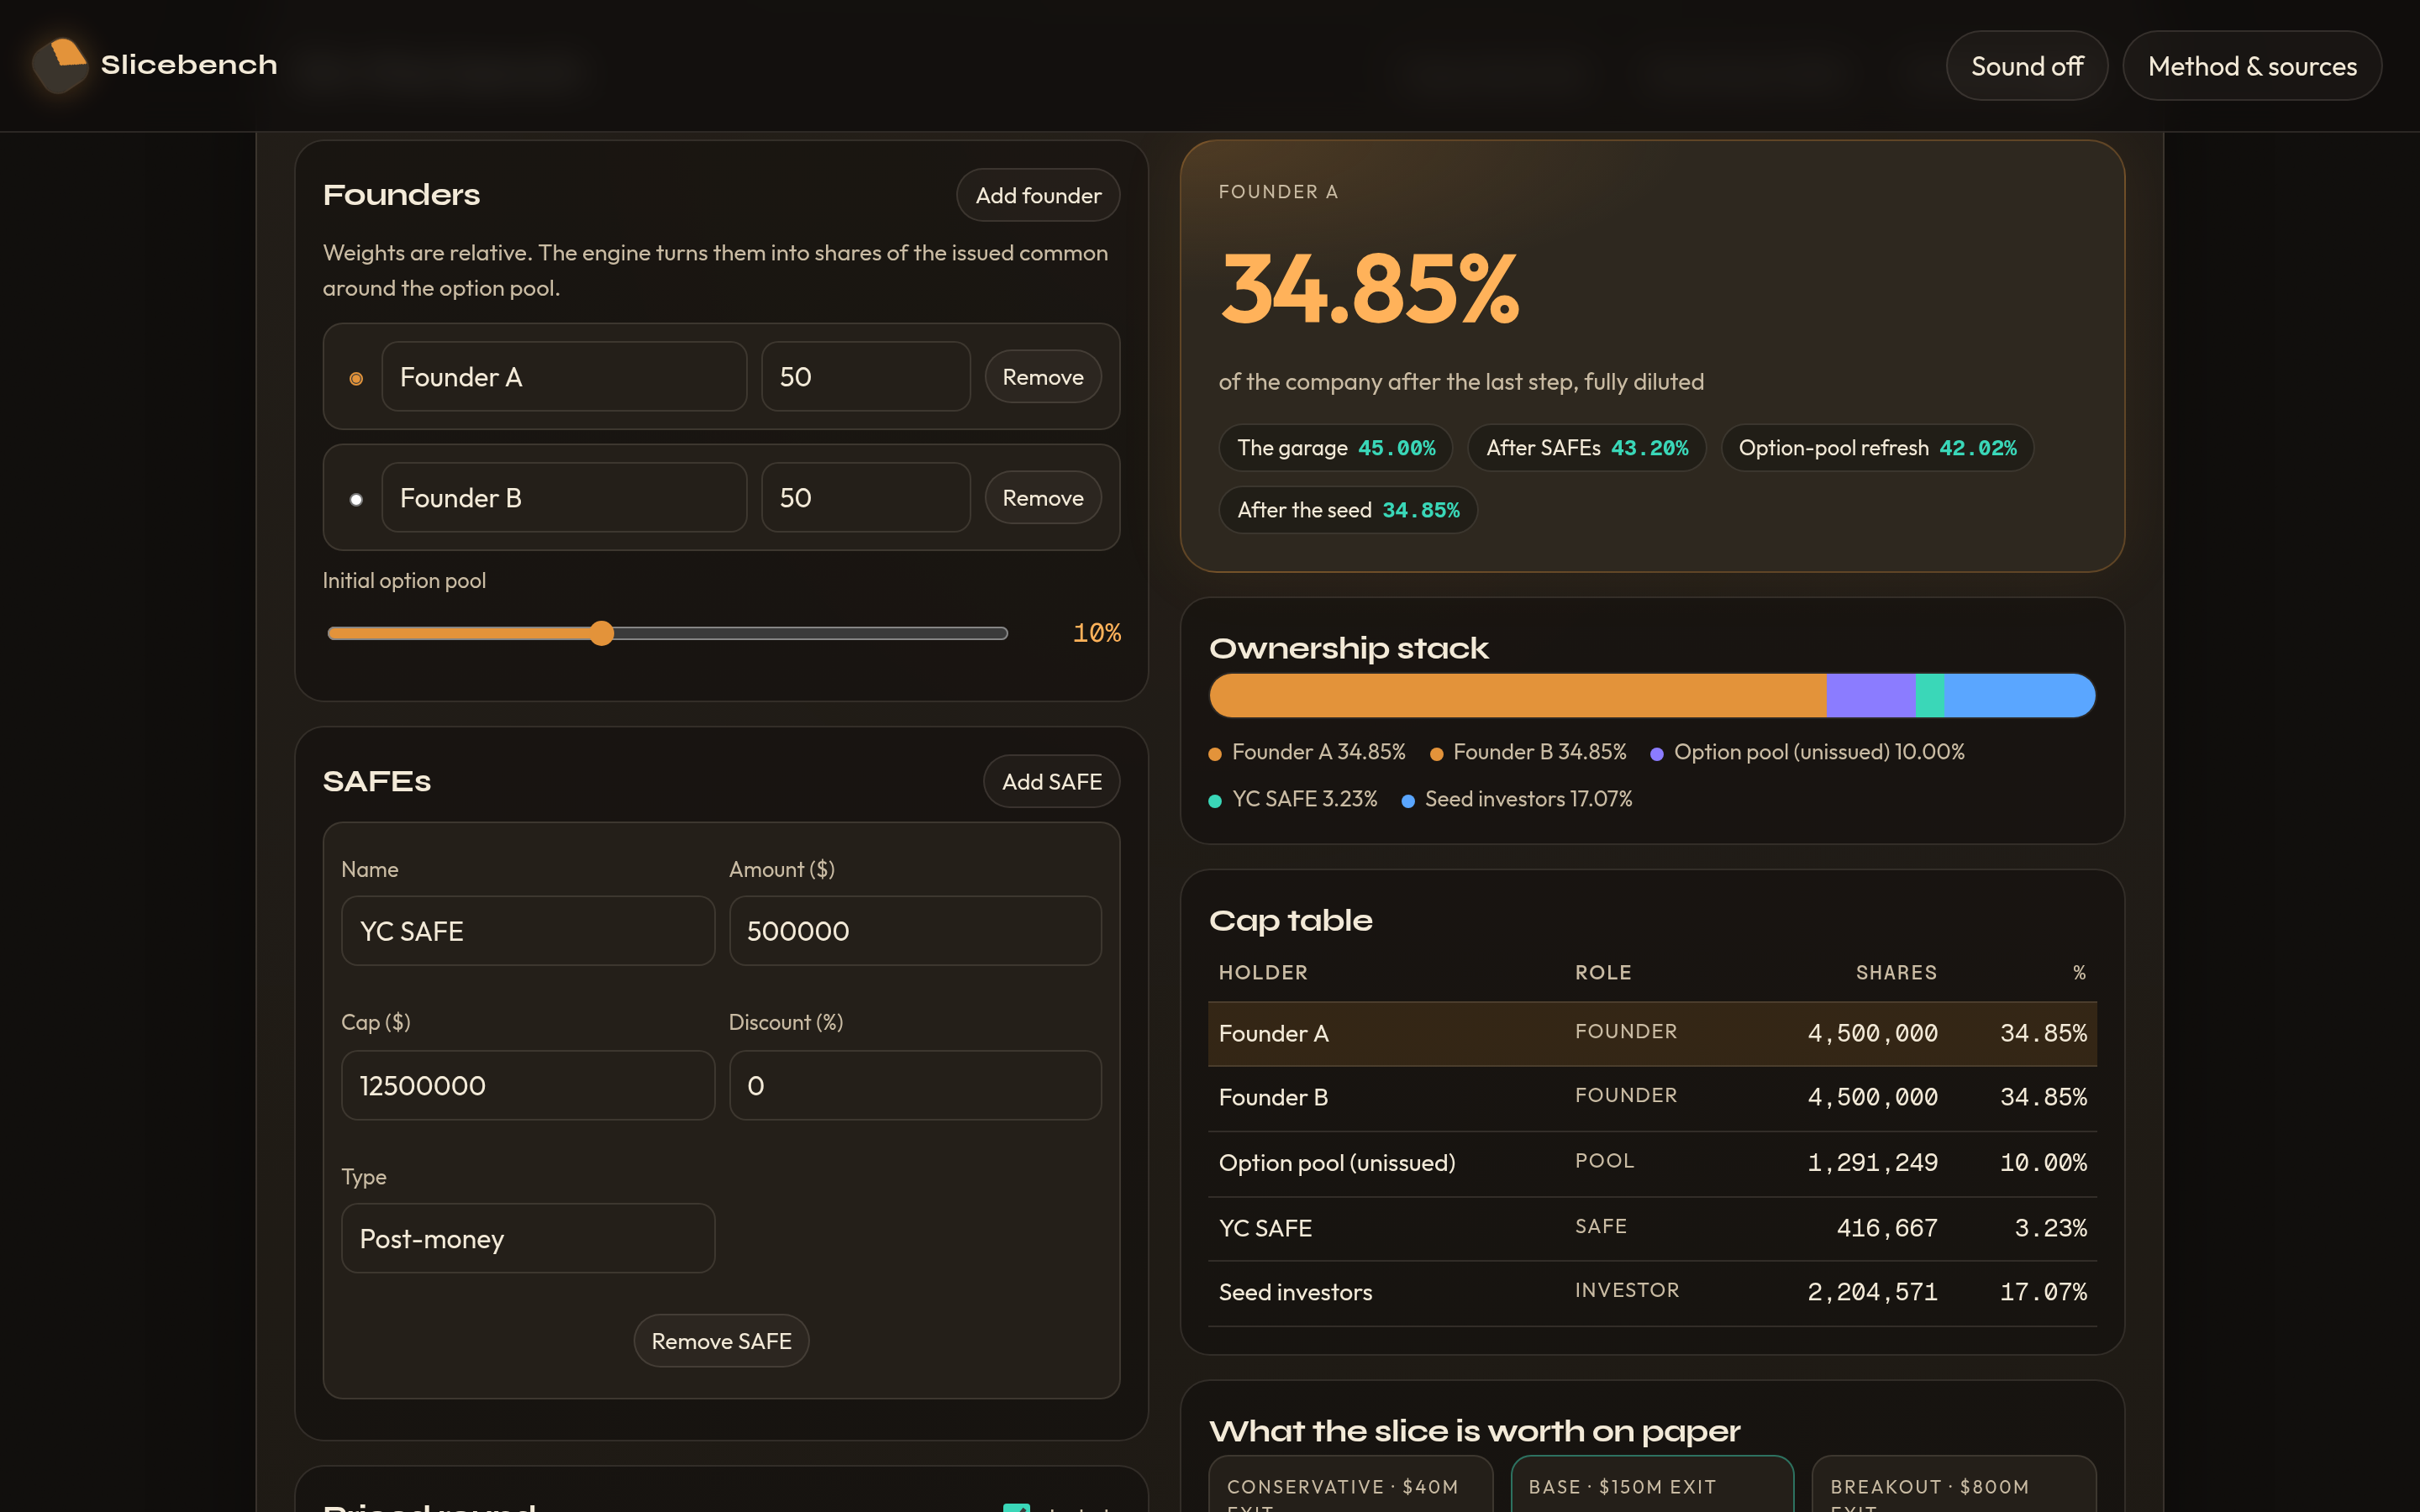 Slicebench
Sound off
Method & sources
Founders
Add founder
Weights are relative. The engine turns them into shares of the issued common
around the option pool.
Founder A
50
Remove
Founder B
50
Remove
Initial option pool
10%
SAFEs
Add SAFE
Name
Amount ($)
YC SAFE
500000
Cap ($)
Discount (%)
12500000
0
Type
Post-money
Remove SAFE
FOUNDER A
34.85%
of the company after the last step, fully diluted
The garage 45.00%
After SAFEs 43.20%
Option-pool refresh 42.02%
After the seed 34.85%
Ownership stack
Founder A 34.85%
Founder B 34.85%
Option pool (unissued) 10.00%
YC SAFE 3.23%
Seed investors 17.07%
Cap table
HOLDER ROLE SHARES %
Founder A FOUNDER 4,500,000 34.85%
Founder B FOUNDER 4,500,000 34.85%
Option pool (unissued) POOL 1,291,249 10.00%
YC SAFE SAFE 416,667 3.23%
Seed investors INVESTOR 2,204,571 17.07%
What the slice is worth on paper
CONSERVATIVE · $40M
EXIT
BASE · $150M EXIT
BREAKOUT · $800M
EXIT